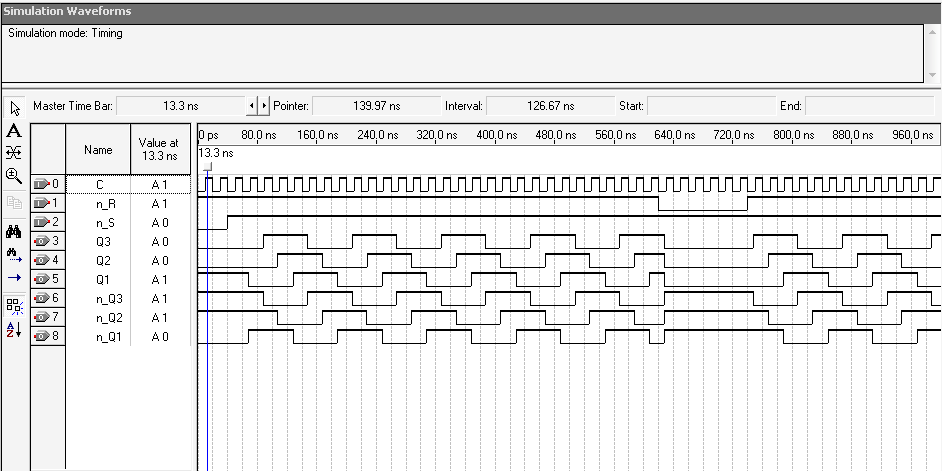 Simulation Waveforms
Simulation mode: Timing
Master Time Bar: 13.3 ns Pointer: 139.97 ns Interval: 126.67 ns Start: End:
Name Value at 13.3 ns
0 ps 80.0 ns 160.0 ns 240.0 ns 320.0 ns 400.0 ns 480.0 ns 560.0 ns 640.0 ns 720.0 ns 800.0 ns 880.0 ns 960.0 ns
13.3 ns
0 C A 1
1 n_R A 1
2 n_S A 0
3 Q3 A 0
4 Q2 A 0
5 Q1 A 1
6 n_Q3 A 1
7 n_Q2 A 1
8 n_Q1 A 0